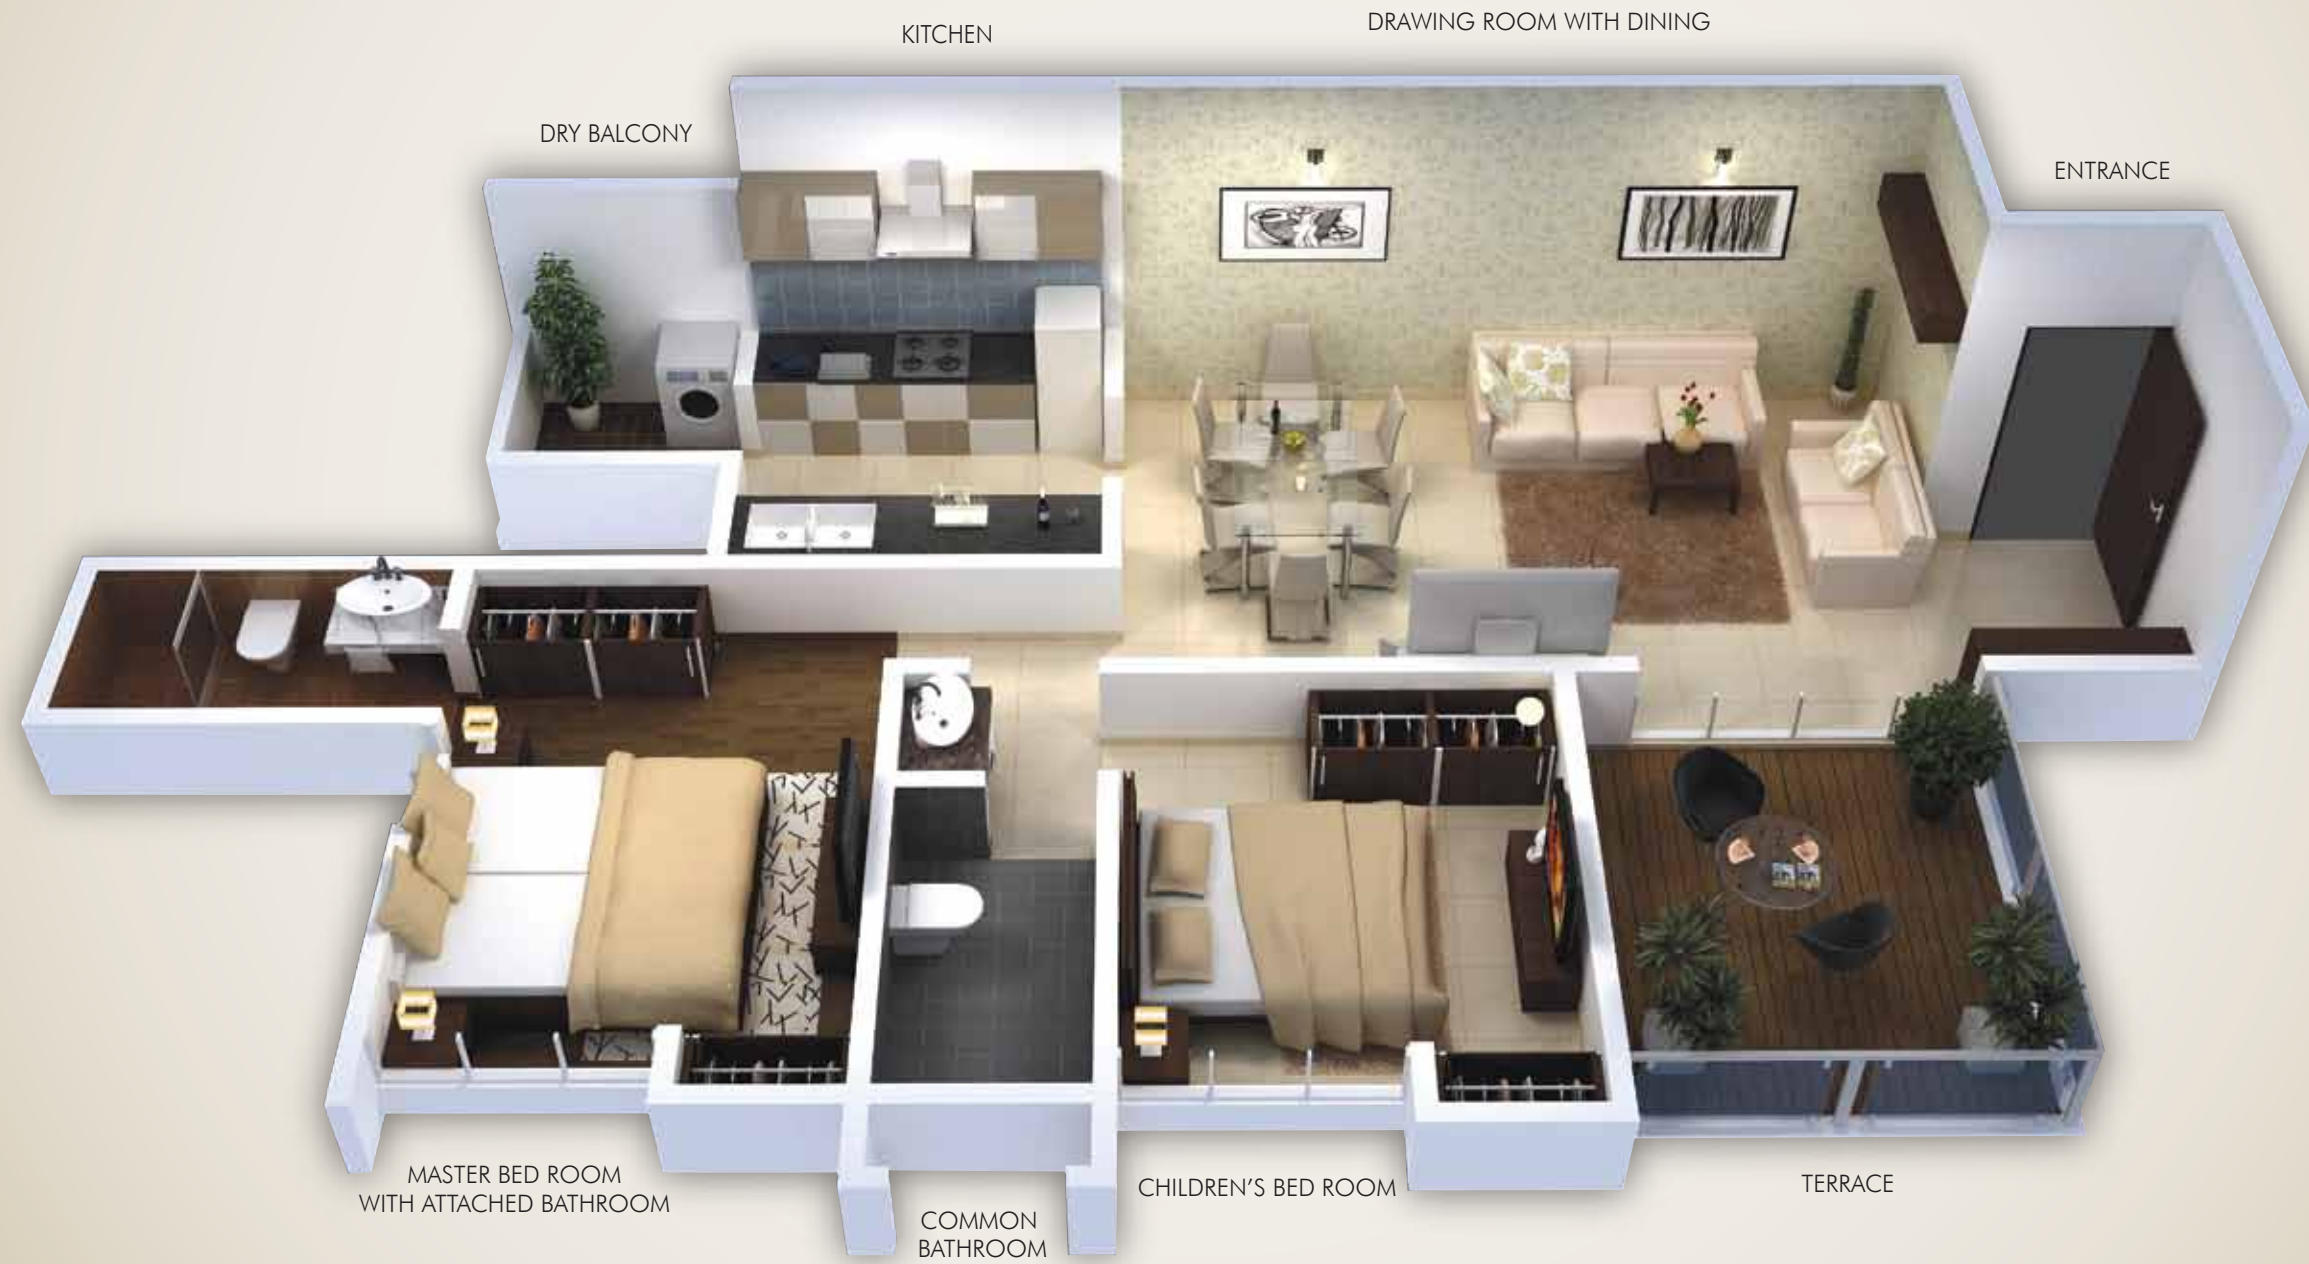 DRAWING ROOM WITH DINING
KITCHEN
DRY BALCONY
ENTRANCE
MASTER BED ROOM
WITH ATTACHED BATHROOM
COMMON
BATHROOM
CHILDREN'S BED ROOM
TERRACE